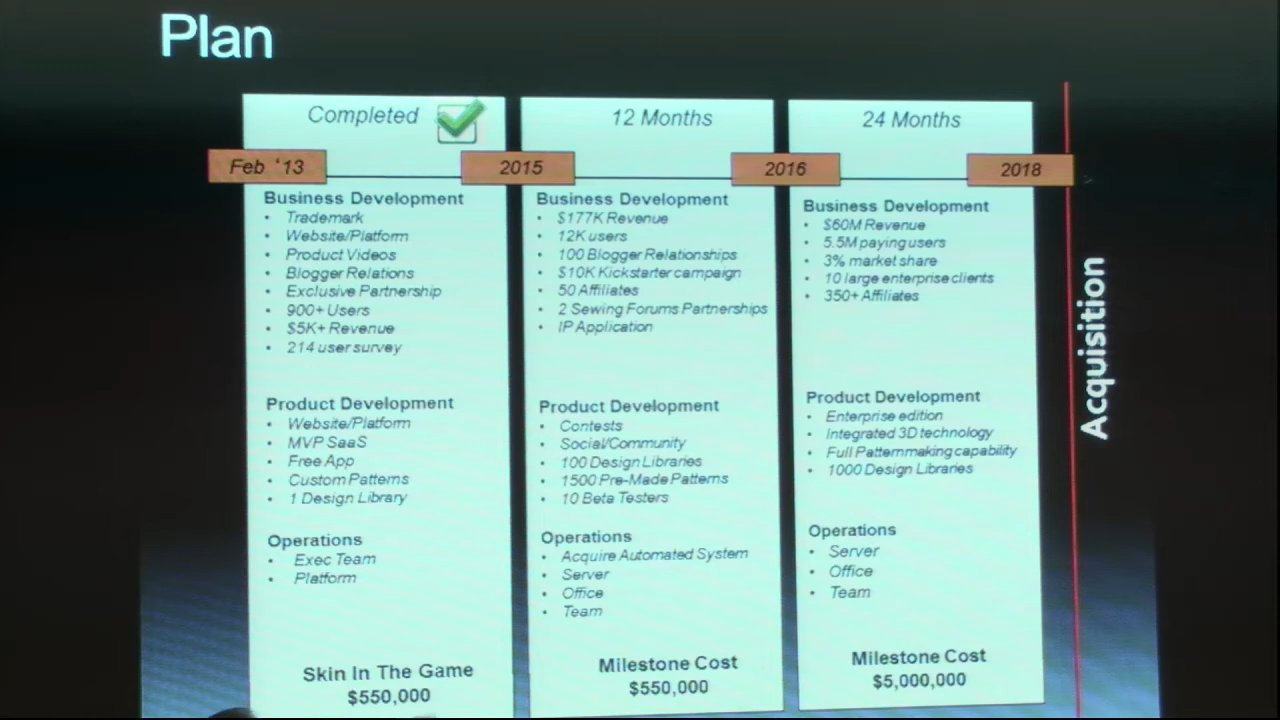 Plan
Completed
12 Months
24 Months
Feb ‘13
2015
2016
2018
Business Development
• Trademark
• Website/Platform
• Product Videos
• Blogger Relations
• Exclusive Partnership
• 900+ Users
• $5K+ Revenue
• 214 user survey
Product Development
• Website/Platform
• MVP SaaS
• Free App
• Custom Patterns
• 1 Design Library
Operations
• Exec Team
• Platform
Skin In The Game
$550,000
Business Development
• $177K Revenue
• 12K users
• 100 Blogger Relationships
• $10K Kickstarter campaign
• 50 Affiliates
• 2 Sewing Forums Partnerships
• IP Application
Product Development
• Contests
• Social/Community
• 100 Design Libraries
• 1500 Pre-Made Patterns
• 10 Beta Testers
Operations
• Acquire Automated System
• Server
• Office
• Team
Milestone Cost
$550,000
Business Development
• $60M Revenue
• 5.5M paying users
• 3% market share
• 10 large enterprise clients
• 350+ Affiliates
Product Development
• Enterprise edition
• Integrated 3D technology
• Full Patternmaking capability
• 1000 Design Libraries
Operations
• Server
• Office
• Team
Milestone Cost
$5,000,000
Acquisition